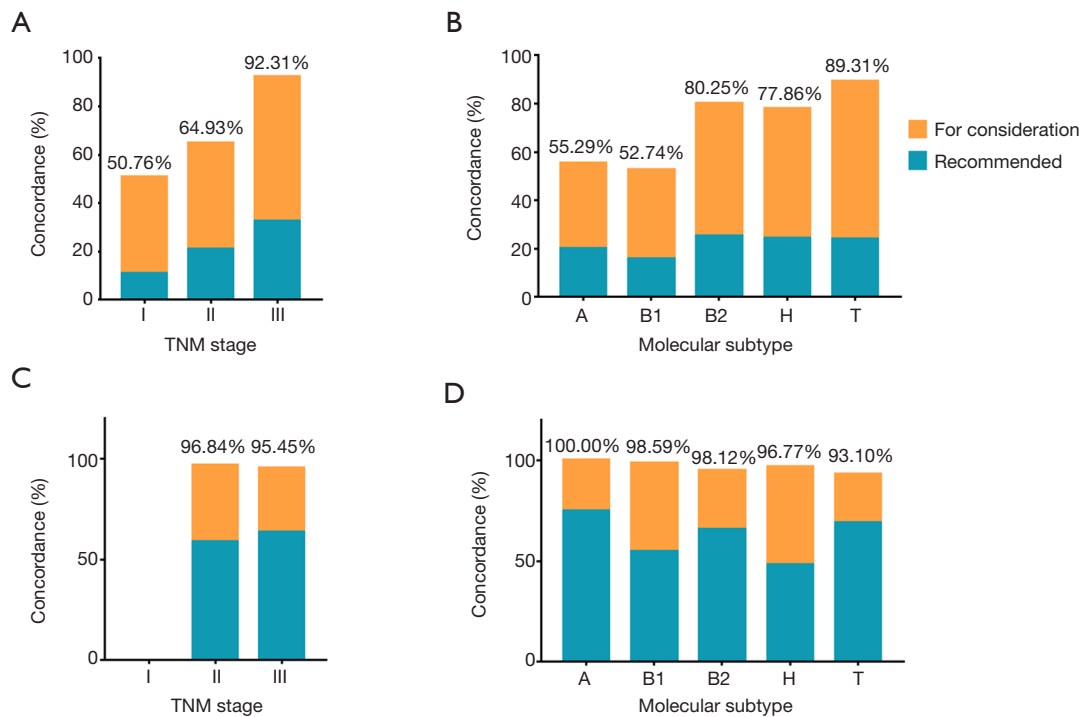 A
100
80
60
40
20
0
Concordance (%)
50.76%
64.93%
92.31%
I
II
III
TNM stage
B
100
80
60
40
20
0
Concordance (%)
55.29%
52.74%
80.25%
77.86%
89.31%
A
B1
B2
H
T
Molecular subtype
For consideration
Recommended
C
100
50
0
Concordance (%)
96.84%
95.45%
I
II
III
TNM stage
D
100
50
0
Concordance (%)
100.00%
98.59%
98.12%
96.77%
93.10%
A
B1
B2
H
T
Molecular subtype